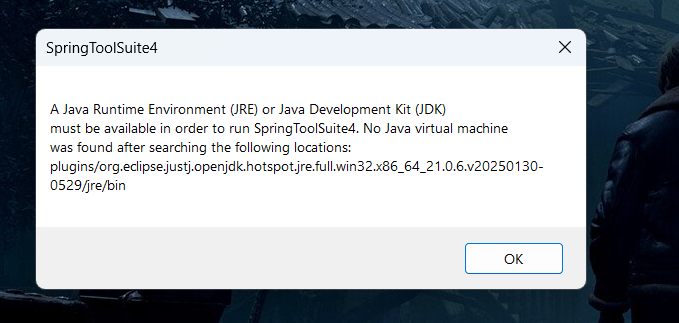 SpringToolSuite4
A Java Runtime Environment (JRE) or Java Development Kit (JDK)
must be available in order to run SpringToolSuite4. No Java virtual machine
was found after searching the following locations:
plugins/org.eclipse.justj.openjdk.hotspot.jre.full.win32.x86_64_21.0.6.v20250130-
0529/jre/bin
OK